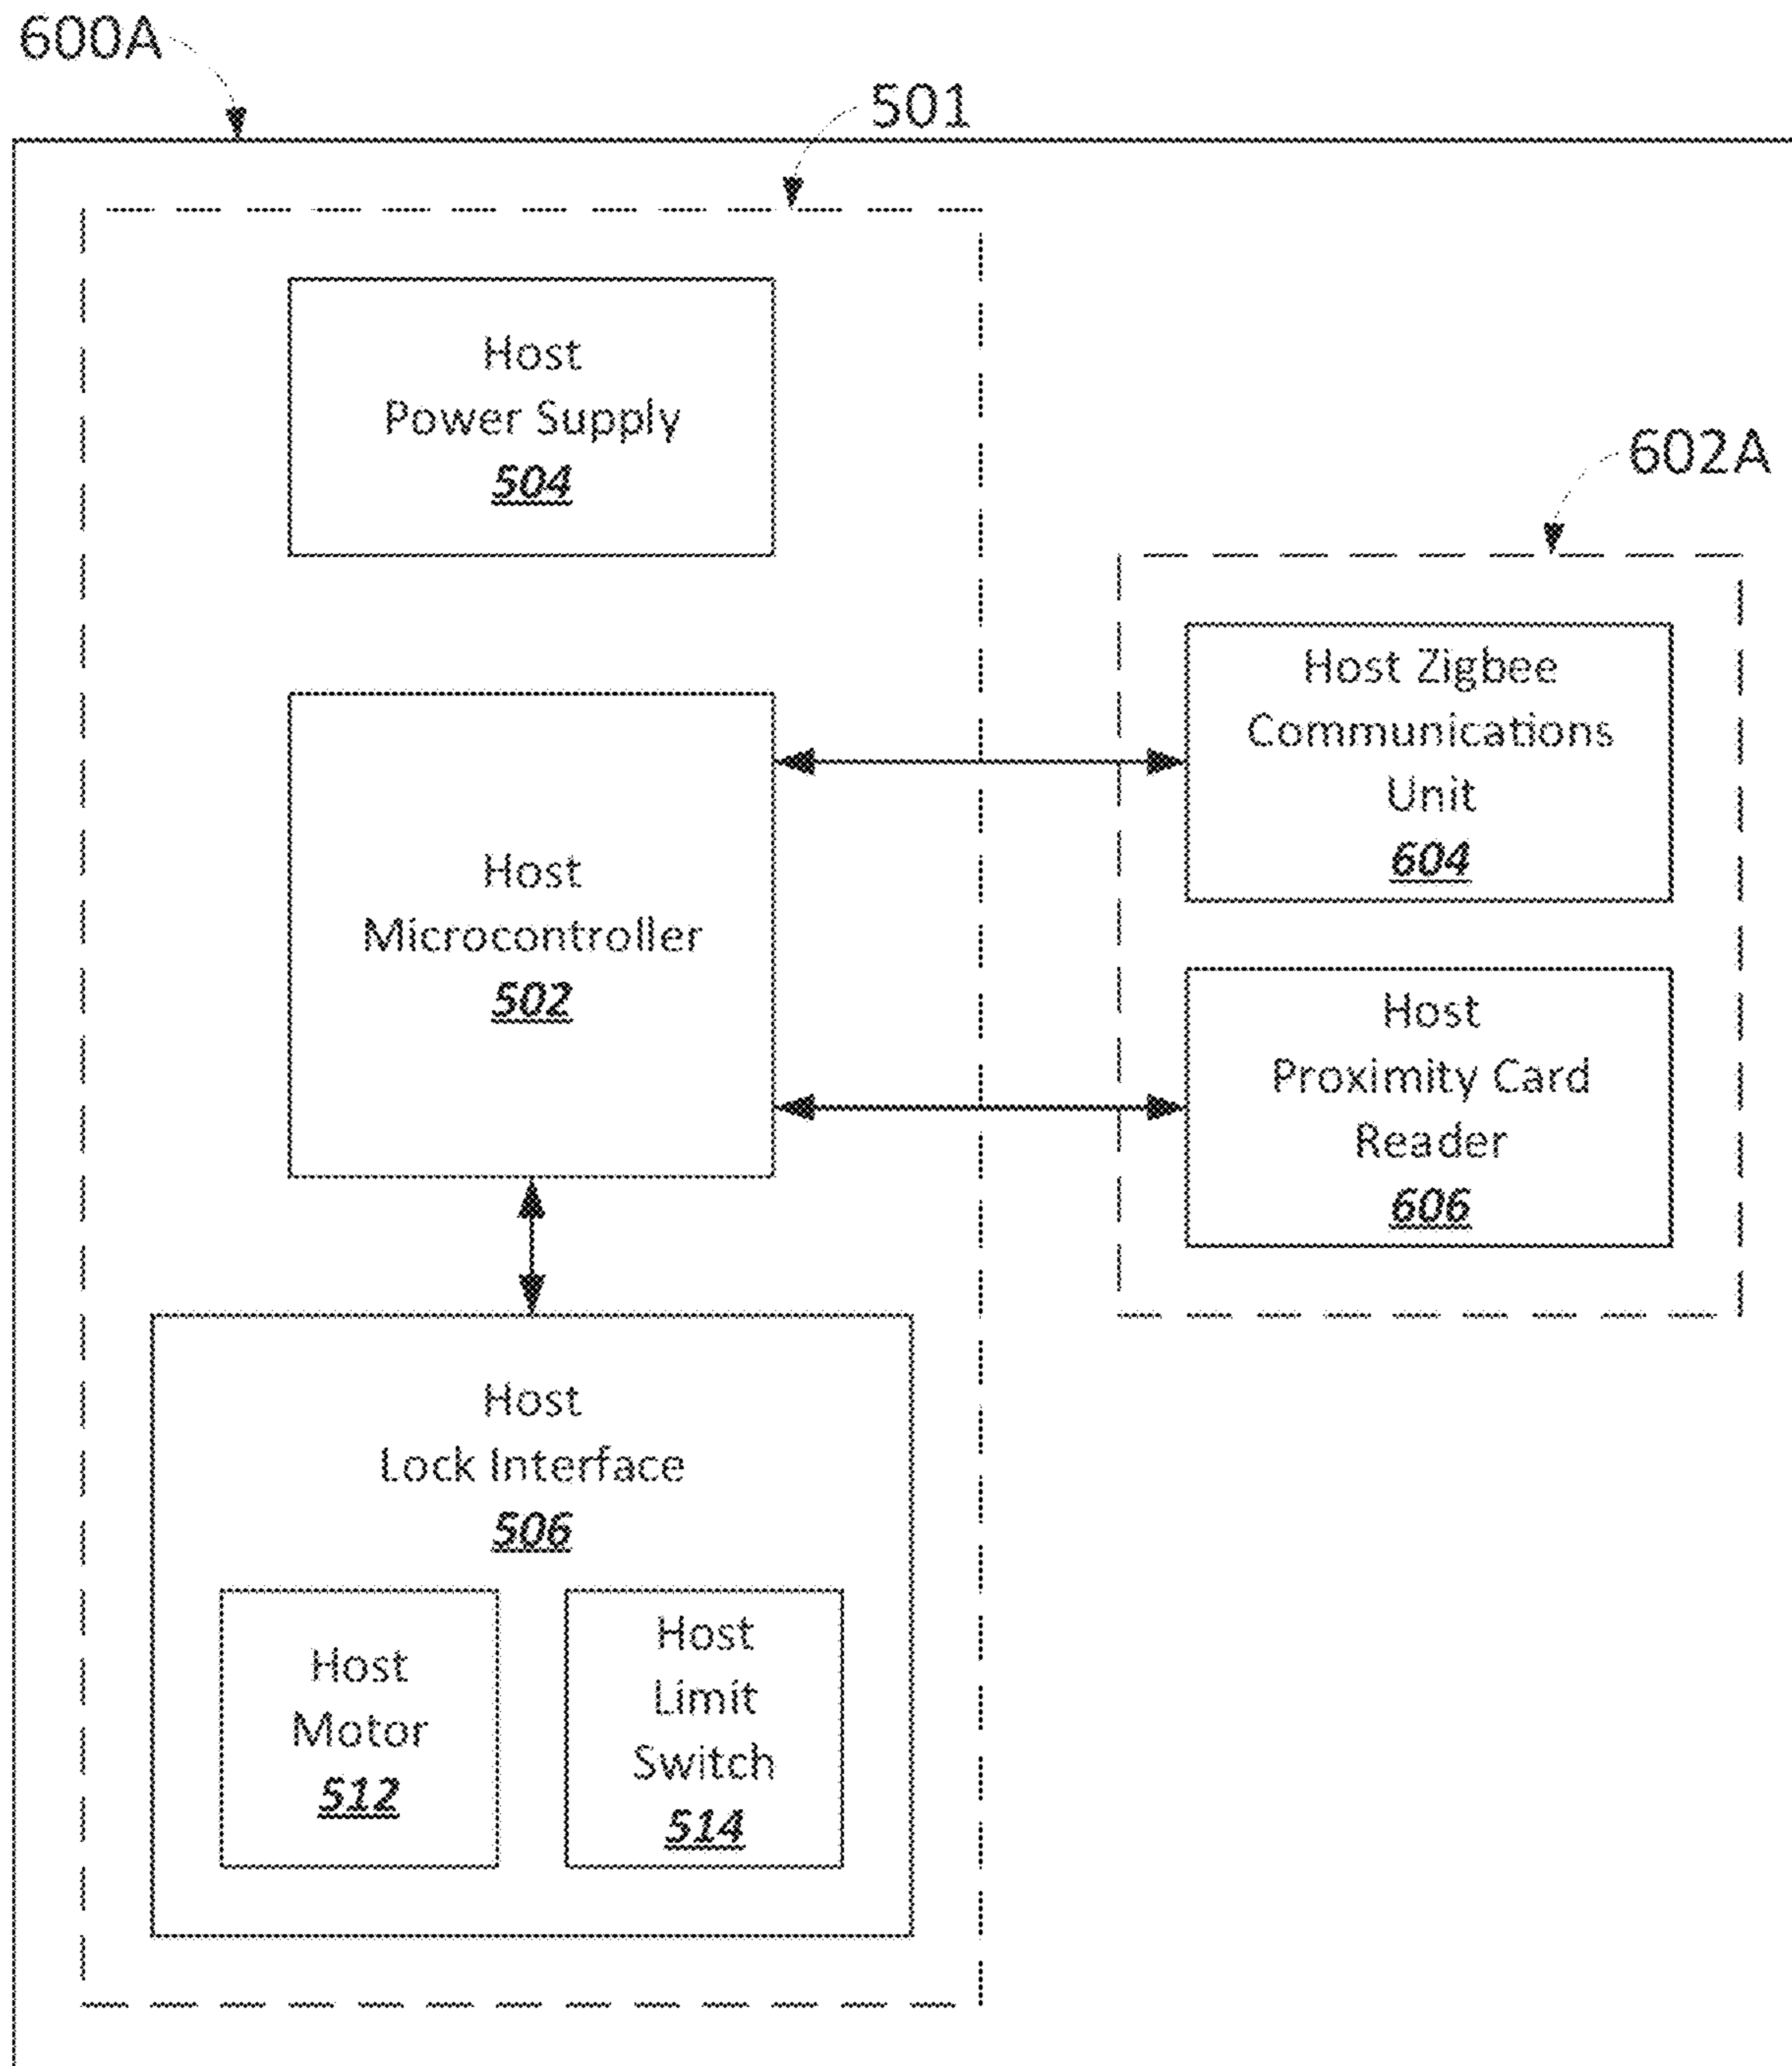 600A
501
Host
Power Supply
504
602A
Host Zigbee
Communications
Unit
604
Host
Microcontroller
502
Host
Proximity Card
Reader
606
Host
Lock Interface
506
Host
Motor
512
Host
Limit
Switch
514